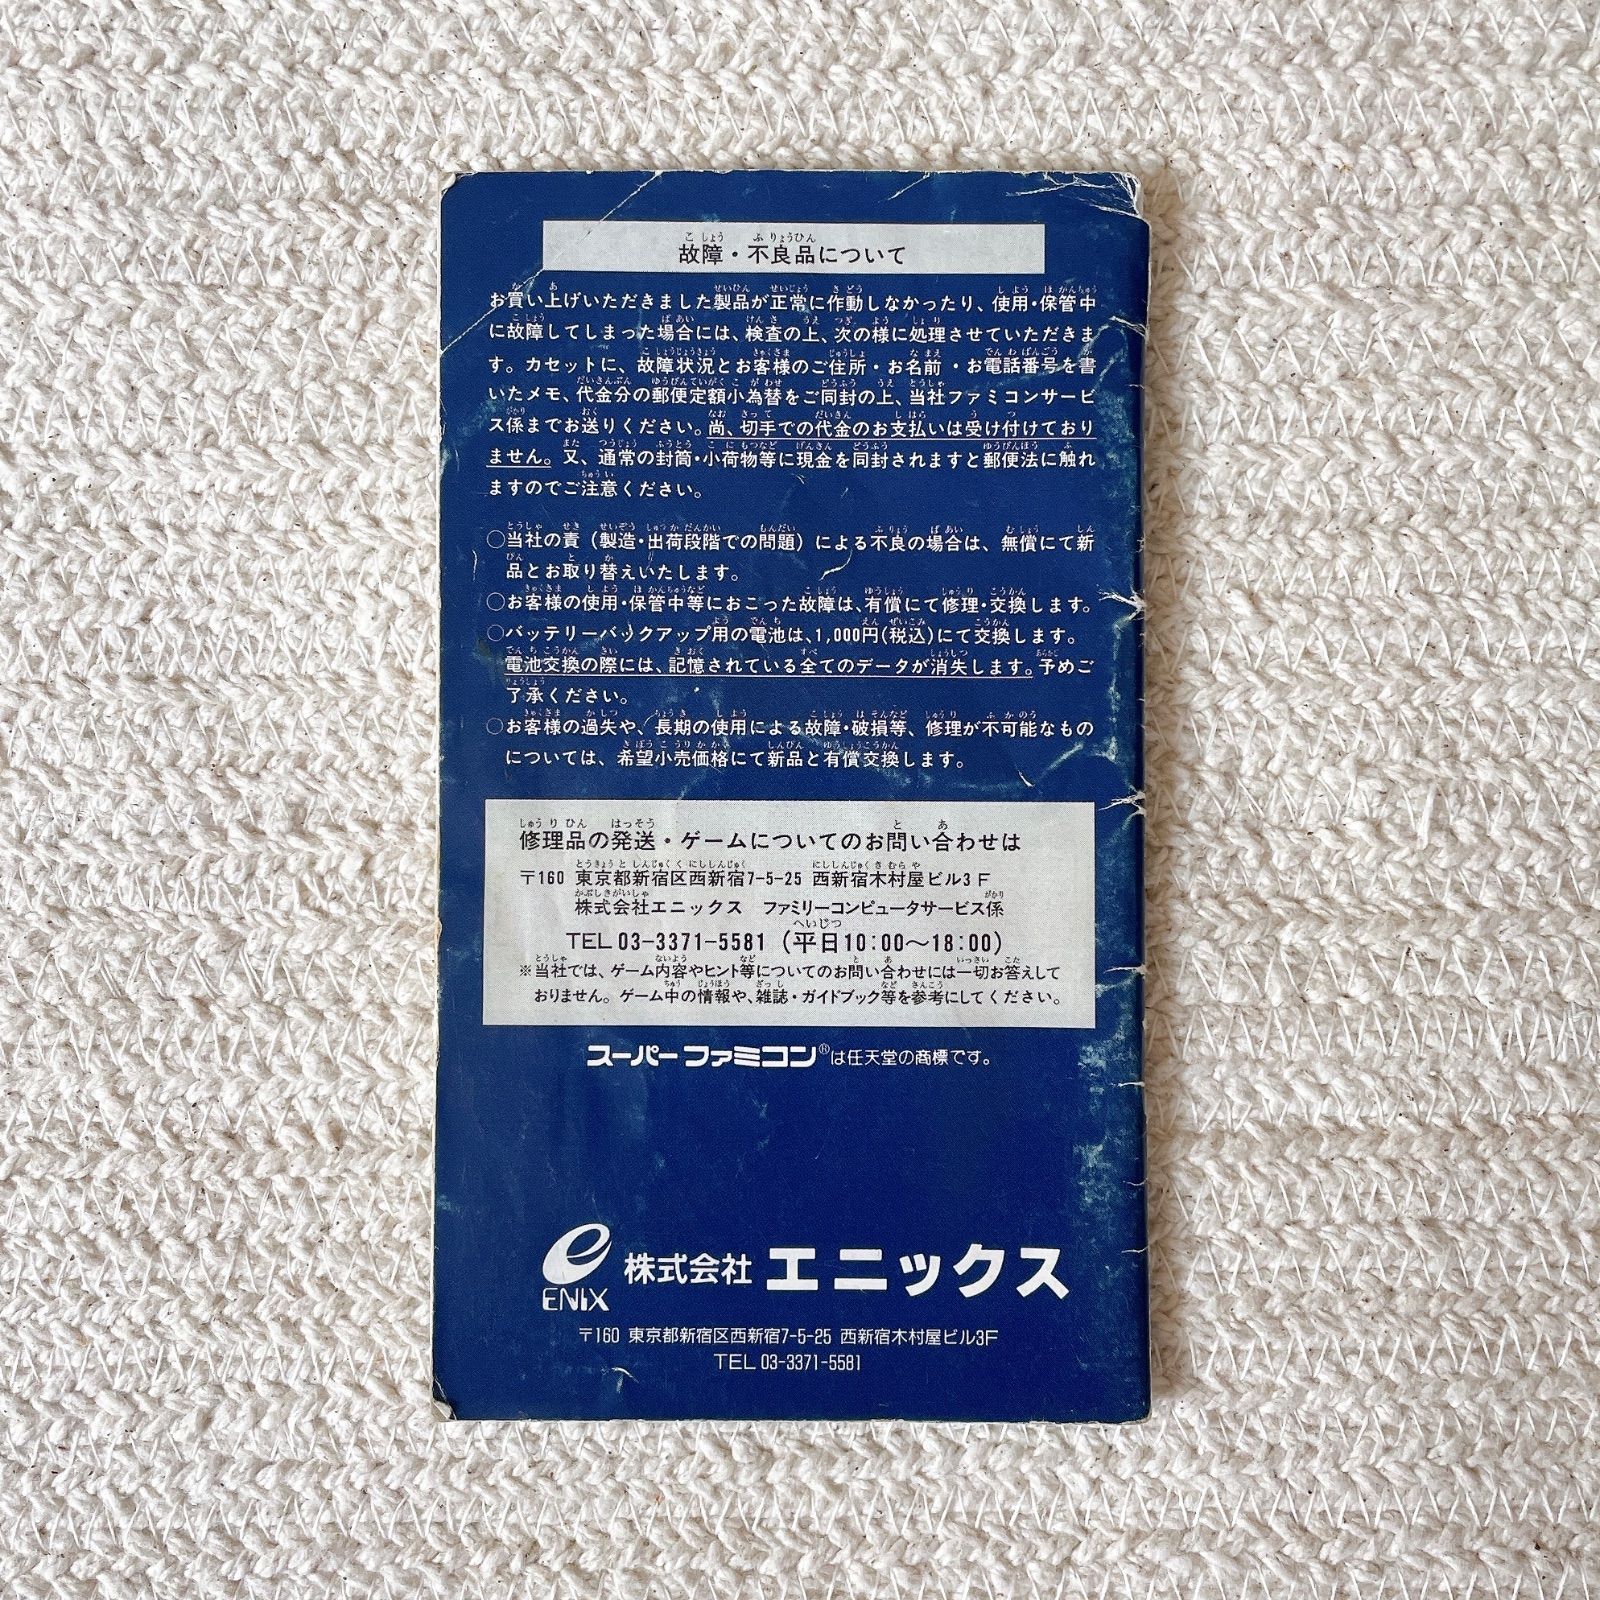 故障・不良品について
お買い上げいただきました製品が正常に作動しなかったり、使用・保管中
に故障してしまった場合には、検査の上、次の様に処理させていただきま
す。カセットに、故障状況とお客様のご住所・お名前・お電話番号を書
いたメモ、代金分の郵便定額小為替をご同封の上、当社ファミコンサービ
ス係までお送りください。尚、切手での代金のお支払いは受け付けており
ません。又、通常の封筒・小荷物等に現金を同封されますと郵便法に触れ
ますのでご注意ください。
○当社の責（製造・出荷段階での問題）による不良の場合は、無償にて新
品とお取り替えいたします。
○お客様の使用・保管中等におこった故障は、有償にて修理・交換します。
○バッテリーバックアップ用の電池は、1,000円(税込)にて交換します。
電池交換の際には、記憶されている全てのデータが消失します。予めご
了承ください。
○お客様の過失や、長期の使用による故障・破損等、修理が不可能なもの
については、希望小売価格にて新品と有償交換します。
修理品の発送・ゲームについてのお問い合わせは
〒160 東京都新宿区西新宿7-5-25 西新宿木村屋ビル3F
株式会社エニックス ファミリーコンピュータサービス係
TEL 03-3371-5581（平日10:00～18:00）
※当社では、ゲーム内容やヒント等についてのお問い合わせには一切お答えして
おりません。ゲーム中の情報や、雑誌・ガイドブック等を参考にしてください。
スーパーファミコン®は任天堂の商標です。
ENIX 株式会社 エニックス
〒160 東京都新宿区西新宿7-5-25 西新宿木村屋ビル3F
TEL 03-3371-5581